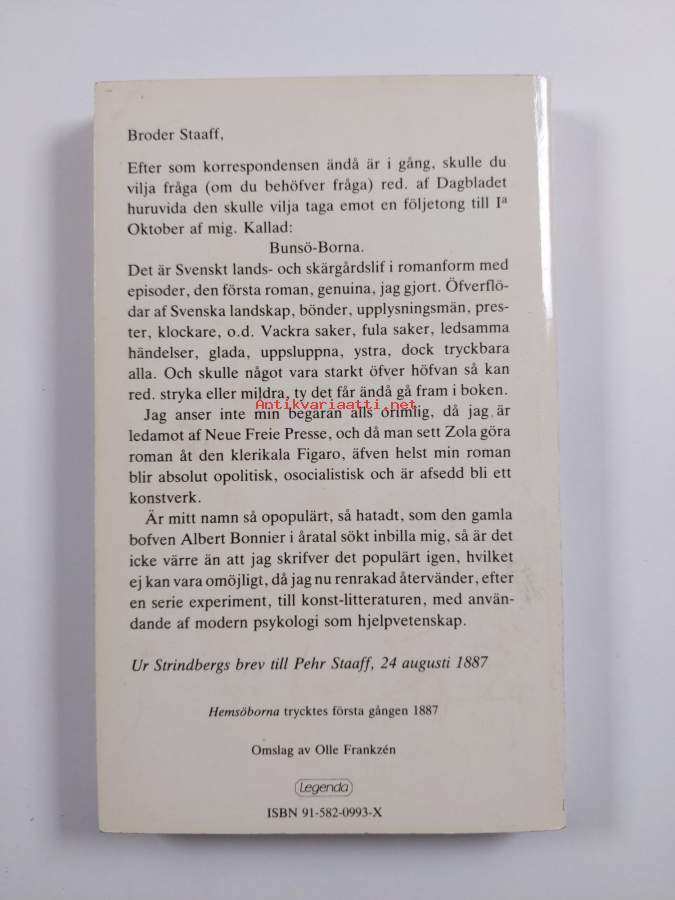 Broder Staaff,
Efter som korrespondensen ändå är i gång, skulle du
vilja fråga (om du behöfver fråga) red. af Dagbladet
huruvida den skulle vilja taga emot en följetong till Iª
Oktober af mig. Kallad:
Bunsö-Borna.
Det är Svenskt lands- och skärgårdslif i romanform med
episoder, den första roman, genuina, jag gjort. Öfverflö-
dar af Svenska landskap, bönder, upplysningsmän, pres-
ter, klockare, o.d. Vackra saker, fula saker, ledsamma
händelser, glada, uppsluppna, ystra, dock tryckbara
alla. Och skulle något vara starkt öfver höfvan så kan
red. stryka eller mildra, ty det får ändå gå fram i boken.
Antikvariaatti.net
Jag anser inte min begäran alls orimlig, då jag är
ledamot af Neue Freie Presse, och då man sett Zola göra
roman åt den klerikala Figaro, äfven helst min roman
blir absolut opolitisk, osocialistisk och är afsedd bli ett
konstverk.
Är mitt namn så opopulärt, så hatadt, som den gamla
bofven Albert Bonnier i åratal sökt inbilla mig, så är det
icke värre än att jag skrifver det populärt igen, hvilket
ej kan vara omöjligt, då jag nu renrakad återvänder, efter
en serie experiment, till konst-litteraturen, med använ-
dande af modern psykologi som hjelpvetenskap.
Ur Strindbergs brev till Pehr Staaff, 24 augusti 1887
Hemsöborna trycktes första gången 1887
Omslag av Olle Frankzén
Legenda
ISBN 91-582-0993-X